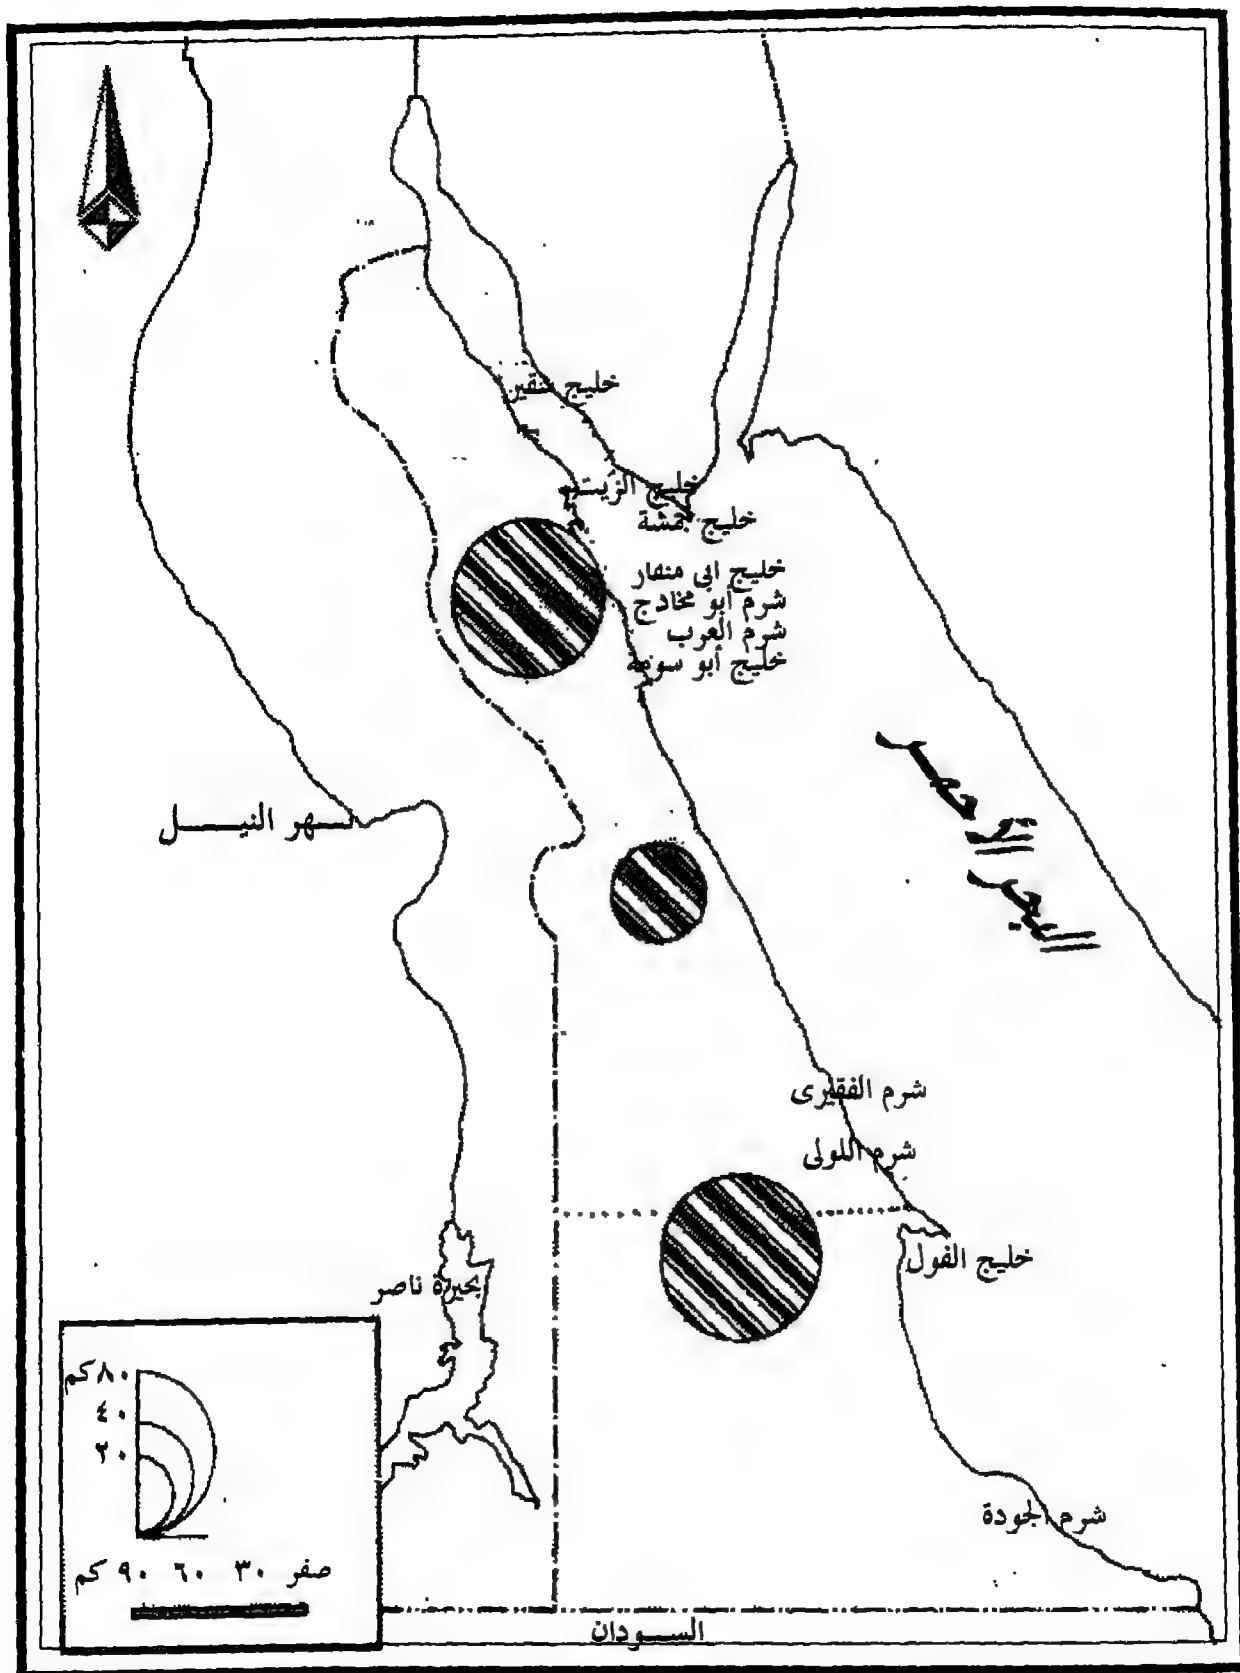 خليج منقين
خليج الزيت
خليج جمشة
خليج ابى منقار
شرم أبو مخادج
شرم العرب
خليج أبو سومة
البحر
الأحمر
نهر النيل
شرم الفقيرى
شرم اللولى
خليج الفول
بحيرة ناصر
شرم الجودة
السودان
٨٠ كم
٤٠
٢٠
صفر ٣٠ ٦٠ ٩٠ كم